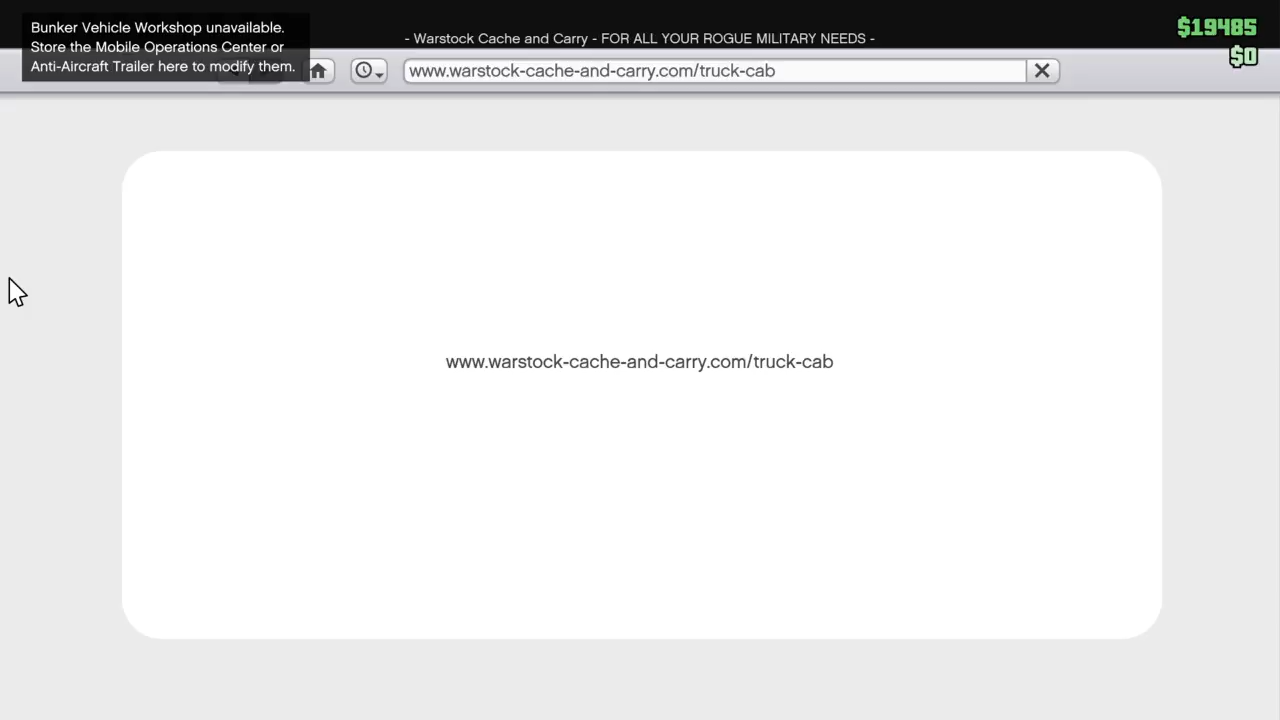 Bunker Vehicle Workshop unavailable.
Store the Mobile Operations Center or
Anti-Aircraft Trailer here to modify them.
- Warstock Cache and Carry - FOR ALL YOUR ROGUE MILITARY NEEDS -
$19485
$0
www.warstock-cache-and-carry.com/truck-cab
www.warstock-cache-and-carry.com/truck-cab